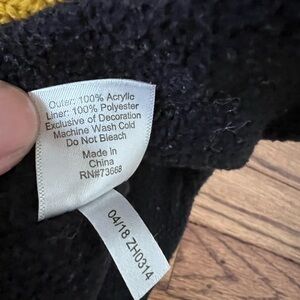 Outer: 100% Acrylic
Liner: 100% Polyester
Exclusive of Decoration
Machine Wash Cold
Do Not Bleach
Made In
China
RN#73668
04/18 ZH0314